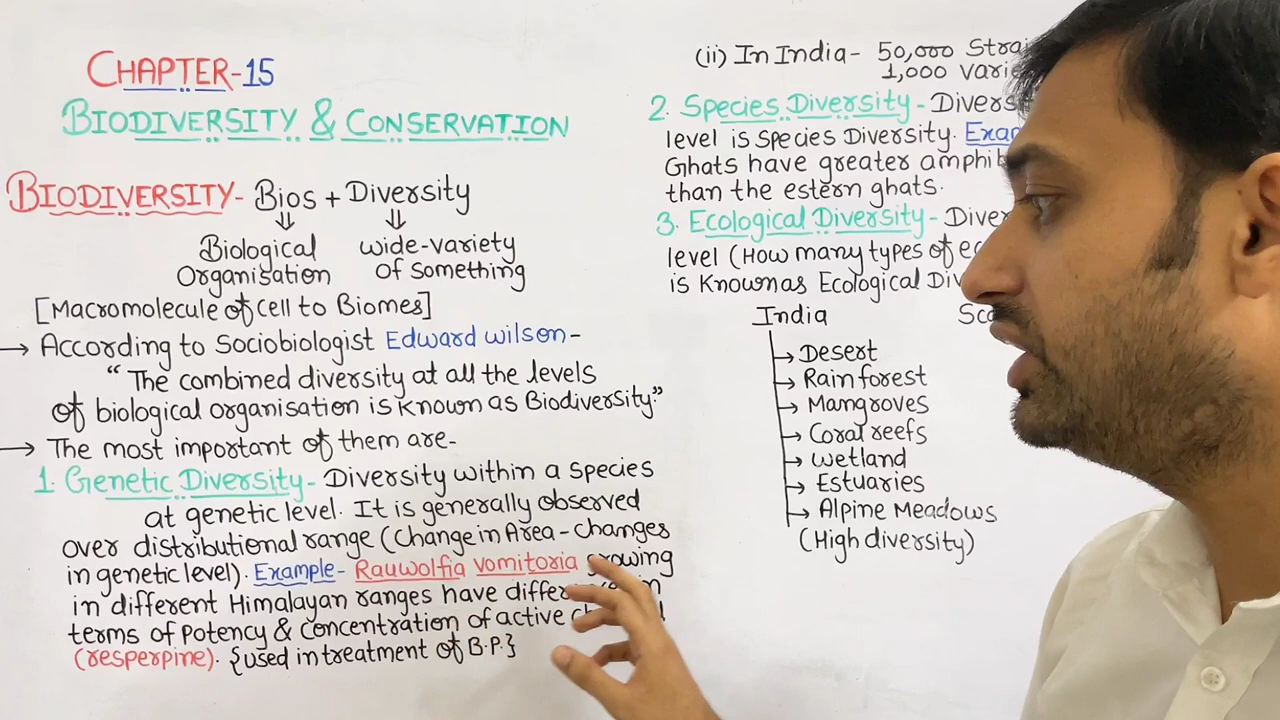 CHAPTER-15
BIODIVERSITY & CONSERVATION
BIODIVERSITY- Bios + Diversity
⇓ ⇓
Biological wide-variety
Organisation of something
[Macromolecule of cell to Biomes]
→ According to Sociobiologist Edward wilson-
"The combined diversity at all the levels
of biological organisation is known as Biodiversity."
→ The most important of them are-
1. Genetic Diversity- Diversity within a species
at genetic level. It is generally observed
over distributional range (Change in Area - changes
in genetic level). Example- Rauwolfia vomitoria growing
in different Himalayan ranges have in
terms of Potency & Concentration of active
(resperpine). {used in treatment of B.P.}
(ii) In India- 50,000
1,000
2. Species Diversity-
level is species Diversity.
Ghats have greater
than the estern ghats.
3. Ecological Diversity-
level (How many types of
is Known as Ecological
India
→ Desert
→ Rain forest
→ Mangroves
→ Coral reefs
→ wetland
→ Estuaries
→ Alpine Meadows
(High diversity)